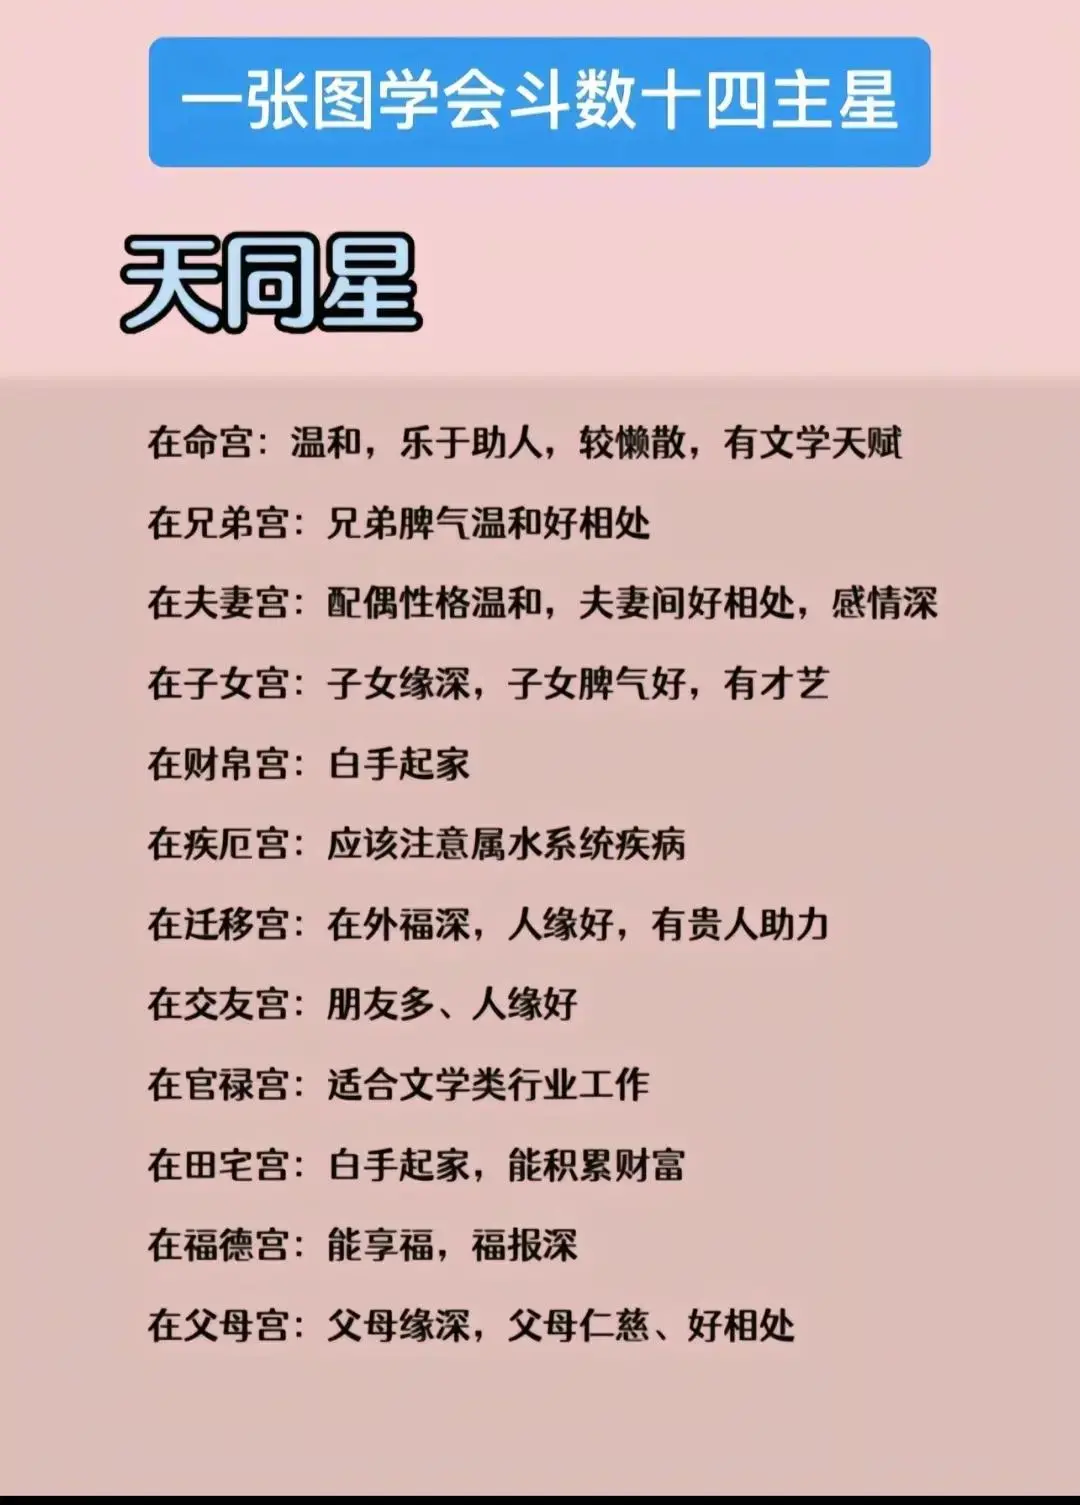 一张图学会斗数十四主星
天同星
在命宫：温和，乐于助人，较懒散，有文学天赋
在兄弟宫：兄弟脾气温和好相处
在夫妻宫：配偶性格温和，夫妻间好相处，感情深
在子女宫：子女缘深，子女脾气好，有才艺
在财帛宫：白手起家
在疾厄宫：应该注意属水系统疾病
在迁移宫：在外福深，人缘好，有贵人助力
在交友宫：朋友多、人缘好
在官禄宫：适合文学类行业工作
在田宅宫：白手起家，能积累财富
在福德宫：能享福，福报深
在父母宫：父母缘深，父母仁慈、好相处